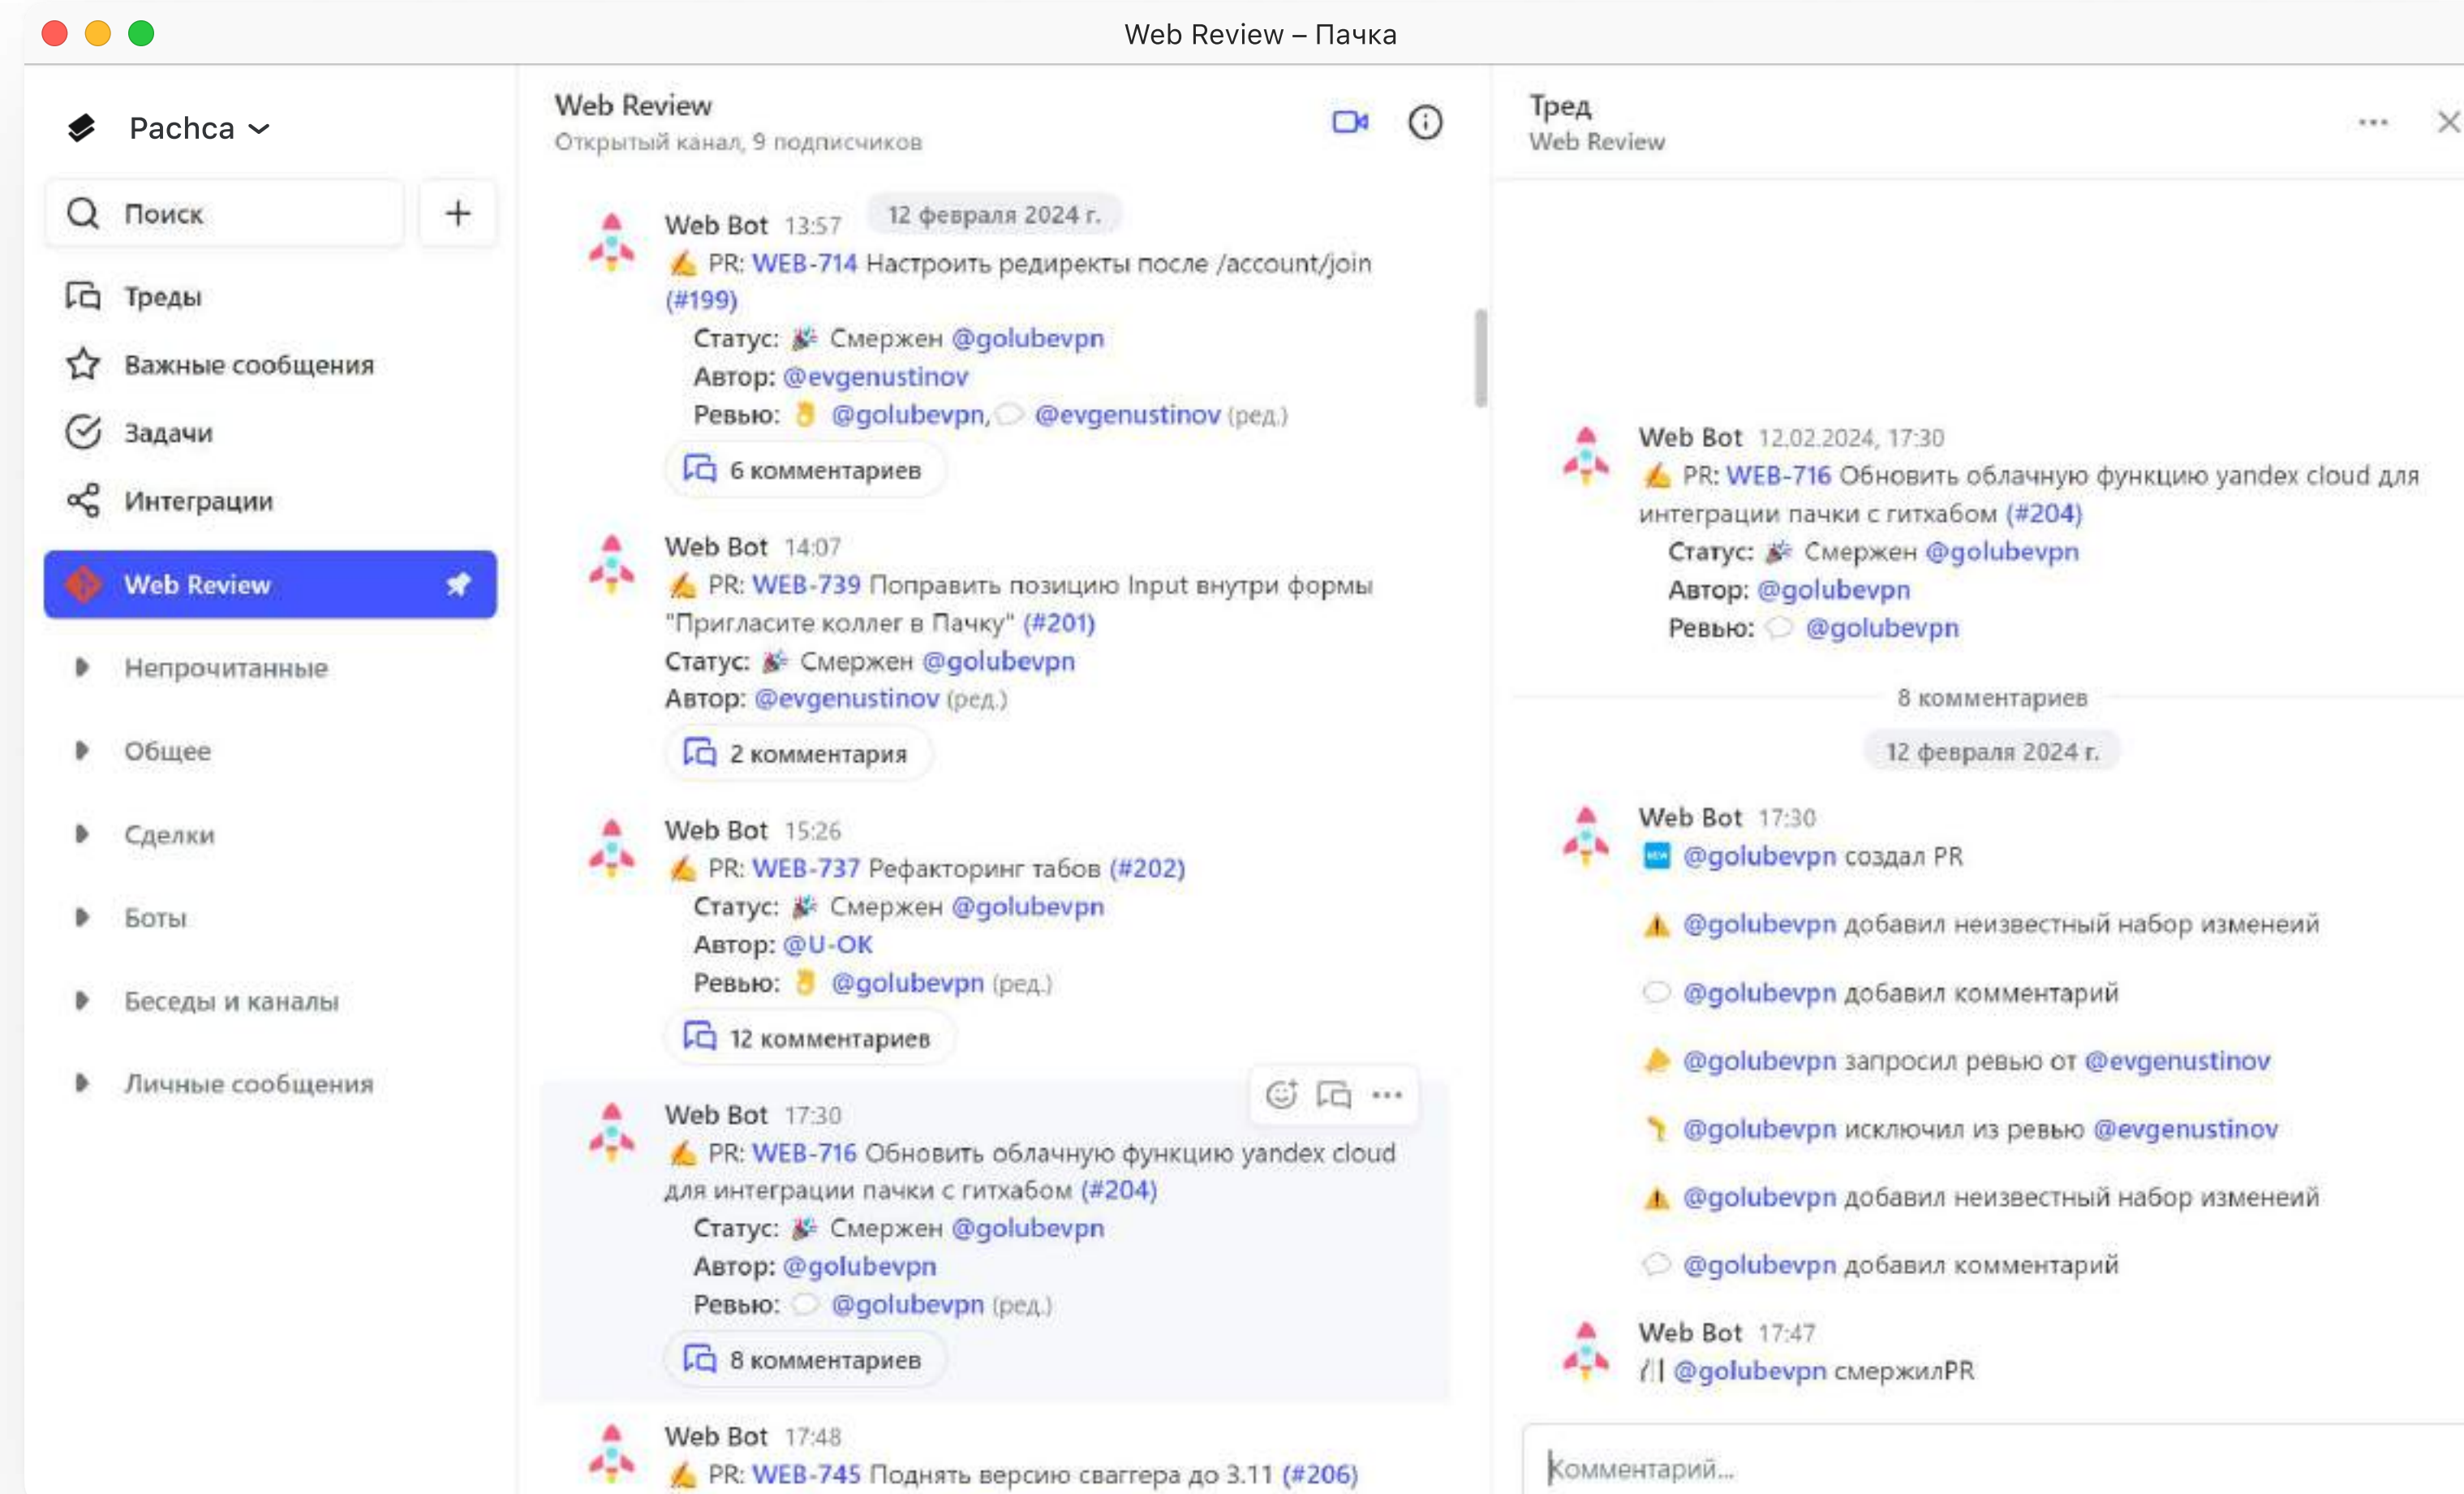 Web Review – Пачка
Pachca
Поиск
Треды
Важные сообщения
Задачи
Интеграции
Web Review
Непрочитанные
Общее
Сделки
Боты
Беседы и каналы
Личные сообщения
Web Review
Открытый канал, 9 подписчиков
12 февраля 2024 г.
Web Bot 13:57
PR: WEB-714 Настроить редиректы после /account/join
(#199)
Статус: Смержен @golubevpn
Автор: @evgenustinov
Ревью: @golubevpn, @evgenustinov (ред.)
6 комментариев
Web Bot 14:07
PR: WEB-739 Поправить позицию Input внутри формы
"Пригласите коллег в Пачку" (#201)
Статус: Смержен @golubevpn
Автор: @evgenustinov (ред.)
2 комментария
Web Bot 15:26
PR: WEB-737 Рефакторинг табов (#202)
Статус: Смержен @golubevpn
Автор: @U-OK
Ревью: @golubevpn (ред.)
12 комментариев
Web Bot 17:30
PR: WEB-716 Обновить облачную функцию yandex cloud
для интеграции пачки с гитхабом (#204)
Статус: Смержен @golubevpn
Автор: @golubevpn
Ревью: @golubevpn (ред.)
8 комментариев
Web Bot 17:48
PR: WEB-745 Поднять версию сваггера до 3.11 (#206)
Тред
Web Review
Web Bot 12.02.2024, 17:30
PR: WEB-716 Обновить облачную функцию yandex cloud для
интеграции пачки с гитхабом (#204)
Статус: Смержен @golubevpn
Автор: @golubevpn
Ревью: @golubevpn
8 комментариев
12 февраля 2024 г.
Web Bot 17:30
NEW @golubevpn создал PR
@golubevpn добавил неизвестный набор изменеий
@golubevpn добавил комментарий
@golubevpn запросил ревью от @evgenustinov
@golubevpn исключил из ревью @evgenustinov
@golubevpn добавил неизвестный набор изменеий
@golubevpn добавил комментарий
Web Bot 17:47
@golubevpn смержилPR
Комментарий...